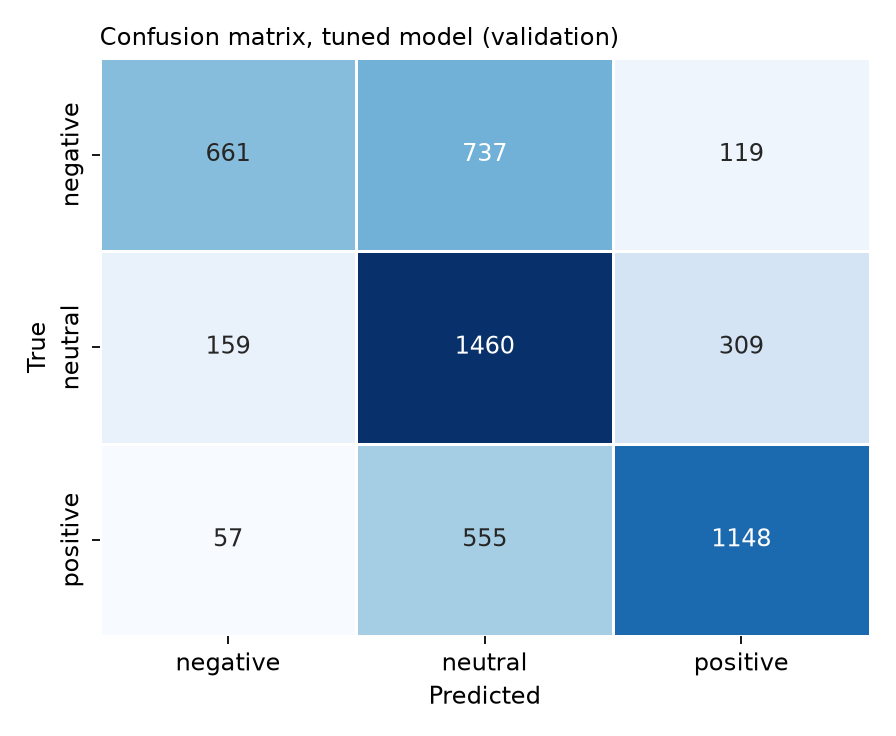 Confusion matrix, tuned model (validation)
negative
661
737
119
True
neutral
159
1460
309
positive
57
555
1148
negative
neutral
positive
Predicted